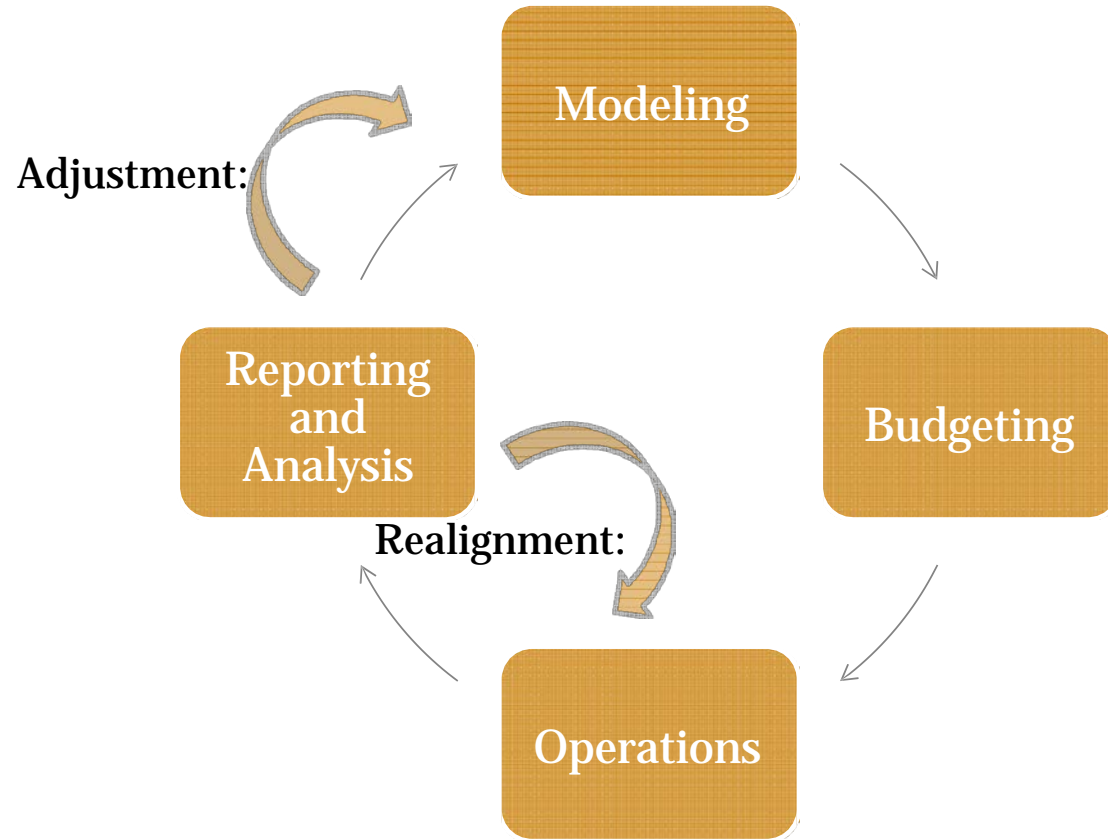 Modeling
Adjustment:
Reporting
and
Analysis
Budgeting
Realignment:
Operations